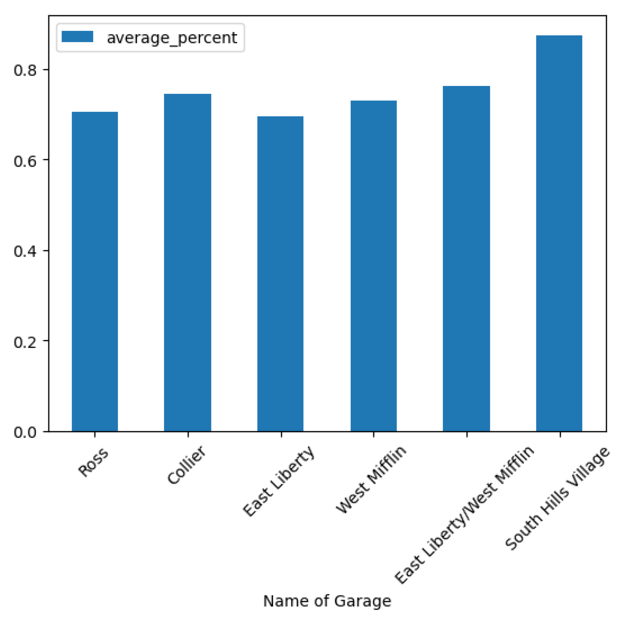 average_percent
0.8
0.6
0.4
0.2
0.0
Ross
Collier
East Liberty
West Mifflin
East Liberty/West Mifflin
South Hills Village
Name of Garage